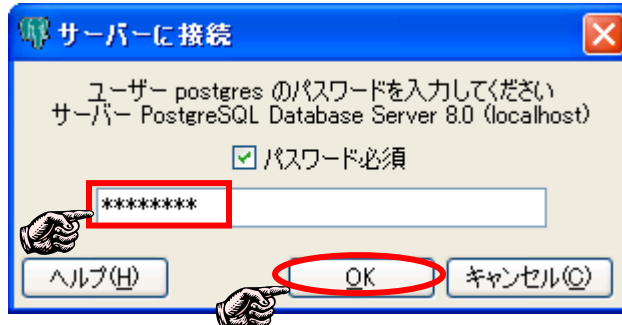 サーバーに接続
ユーザー postgres のパスワードを入力してください
サーバー PostgreSQL Database Server 8.0 (localhost)
パスワード必須
********
ヘルプ(H)
OK
キャンセル(C)